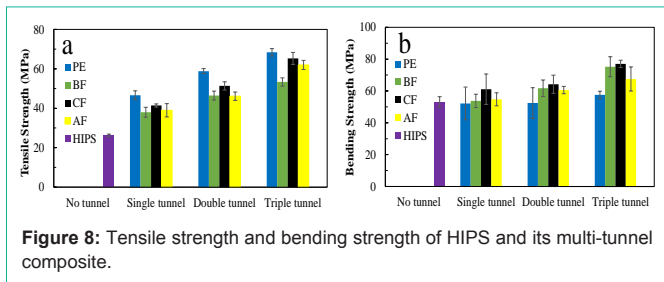 a
Tensile Strength (MPa)
80
60
40
20
0
PE
BF
CF
AF
HIPS
No tunnel Single tunnel Double tunnel Triple tunnel
b
Bending Strength (MPa)
100
80
60
40
20
0
PE
BF
CF
AF
HIPS
No tunnel Single tunnel Double tunnel Triple tunnel
Figure 8: Tensile strength and bending strength of HIPS and its multi-tunnel
composite.